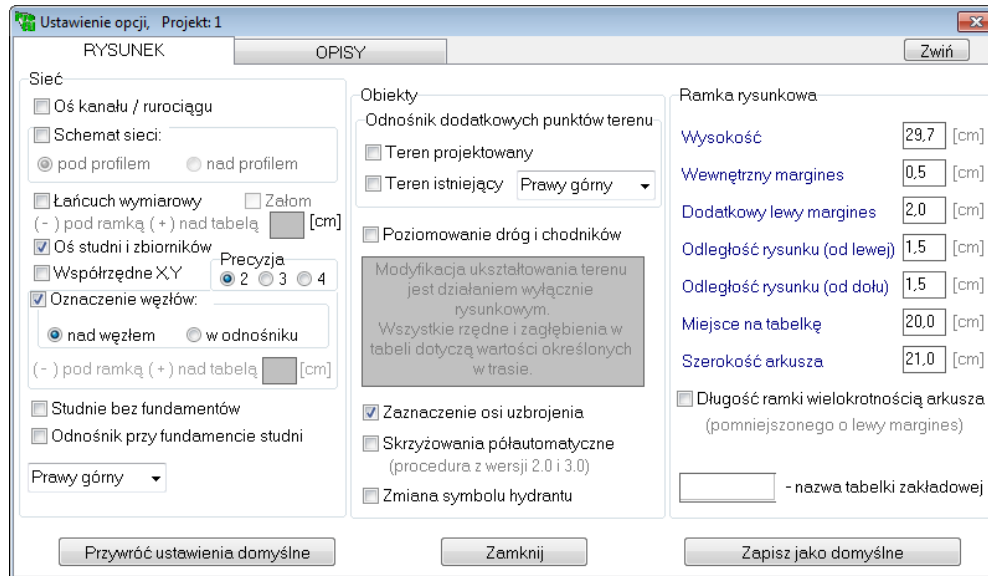 Ustawienie opcji, Projekt: 1
RYSUNEK
OPISY
Zwiń
Sieć
Oś kanału / rurociągu
Schemat sieci:
pod profilem nad profilem
Łańcuch wymiarowy Załom
( - ) pod ramką ( + ) nad tabelą [cm]
Oś studni i zbiorników
Współrzędne X,Y
Precyzja
2 3 4
Oznaczenie węzłów:
nad węzłem w odnośniku
( - ) pod ramką ( + ) nad tabelą [cm]
Studnie bez fundamentów
Odnośnik przy fundamencie studni
Prawy górny
Obiekty
Odnośnik dodatkowych punktów terenu
Teren projektowany
Teren istniejący Prawy górny
Poziomowanie dróg i chodników
Modyfikacja ukształtowania terenu
jest działaniem wyłącznie
rysunkowym.
Wszystkie rzędne i zagłębienia w
tabeli dotyczą wartości określonych
w trasie.
Zaznaczenie osi uzbrojenia
Skrzyżowania półautomatyczne
(procedura z wersji 2.0 i 3.0)
Zmiana symbolu hydrantu
Ramka rysunkowa
Wysokość 29,7 [cm]
Wewnętrzny margines 0,5 [cm]
Dodatkowy lewy margines 2,0 [cm]
Odległość rysunku (od lewej) 1,5 [cm]
Odległość rysunku (od dołu) 1,5 [cm]
Miejsce na tabelkę 20,0 [cm]
Szerokość arkusza 21,0 [cm]
Długość ramki wielokrotnością arkusza
(pomniejszonego o lewy margines)
- nazwa tabelki zakładowej
Przywróć ustawienia domyślne
Zamknij
Zapisz jako domyślne